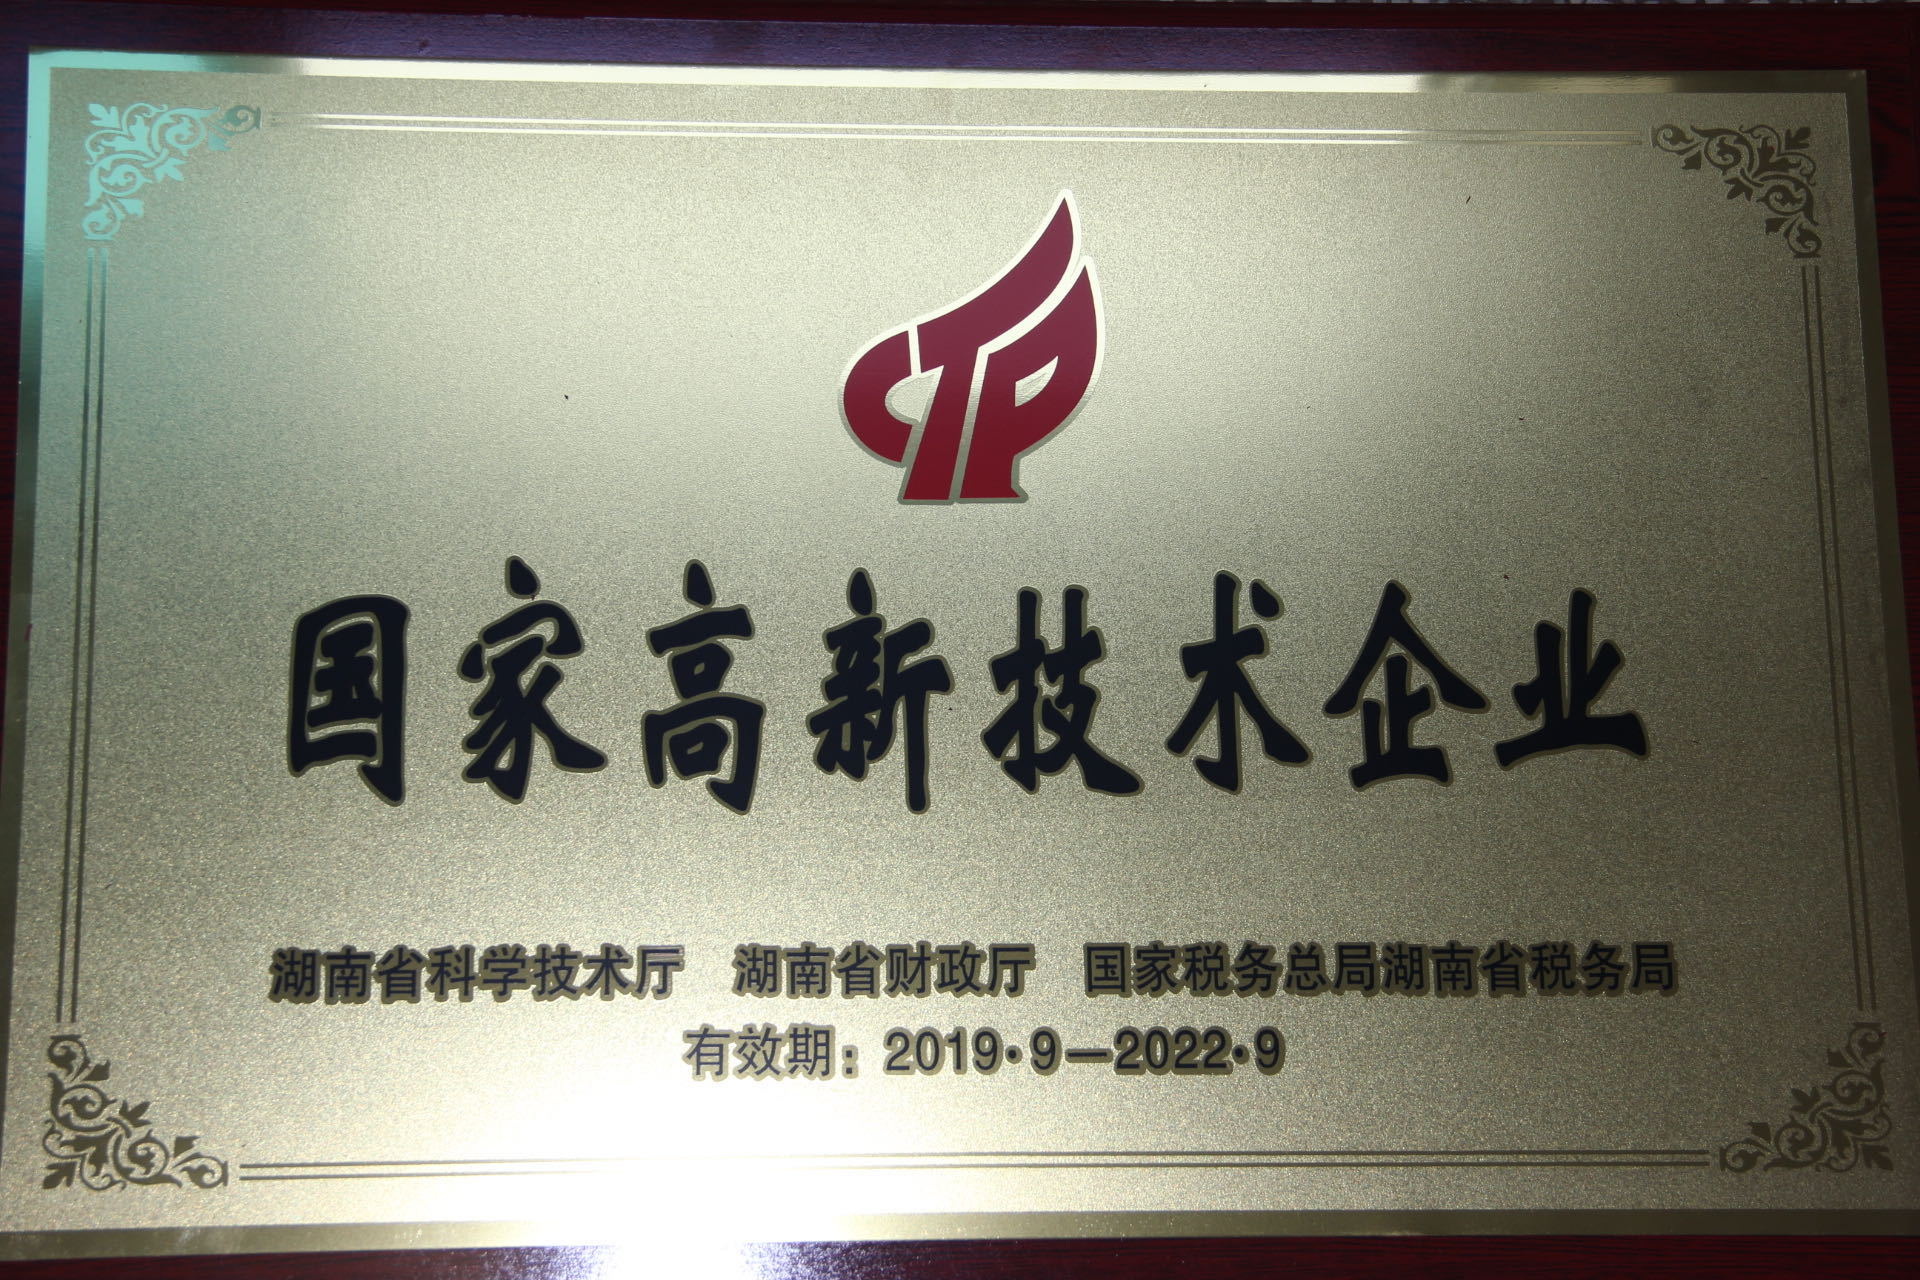 CTP
国家高新技术企业
湖南省科学技术厅　湖南省财政厅　国家税务总局湖南省税务局
有效期：2019·9—2022·9